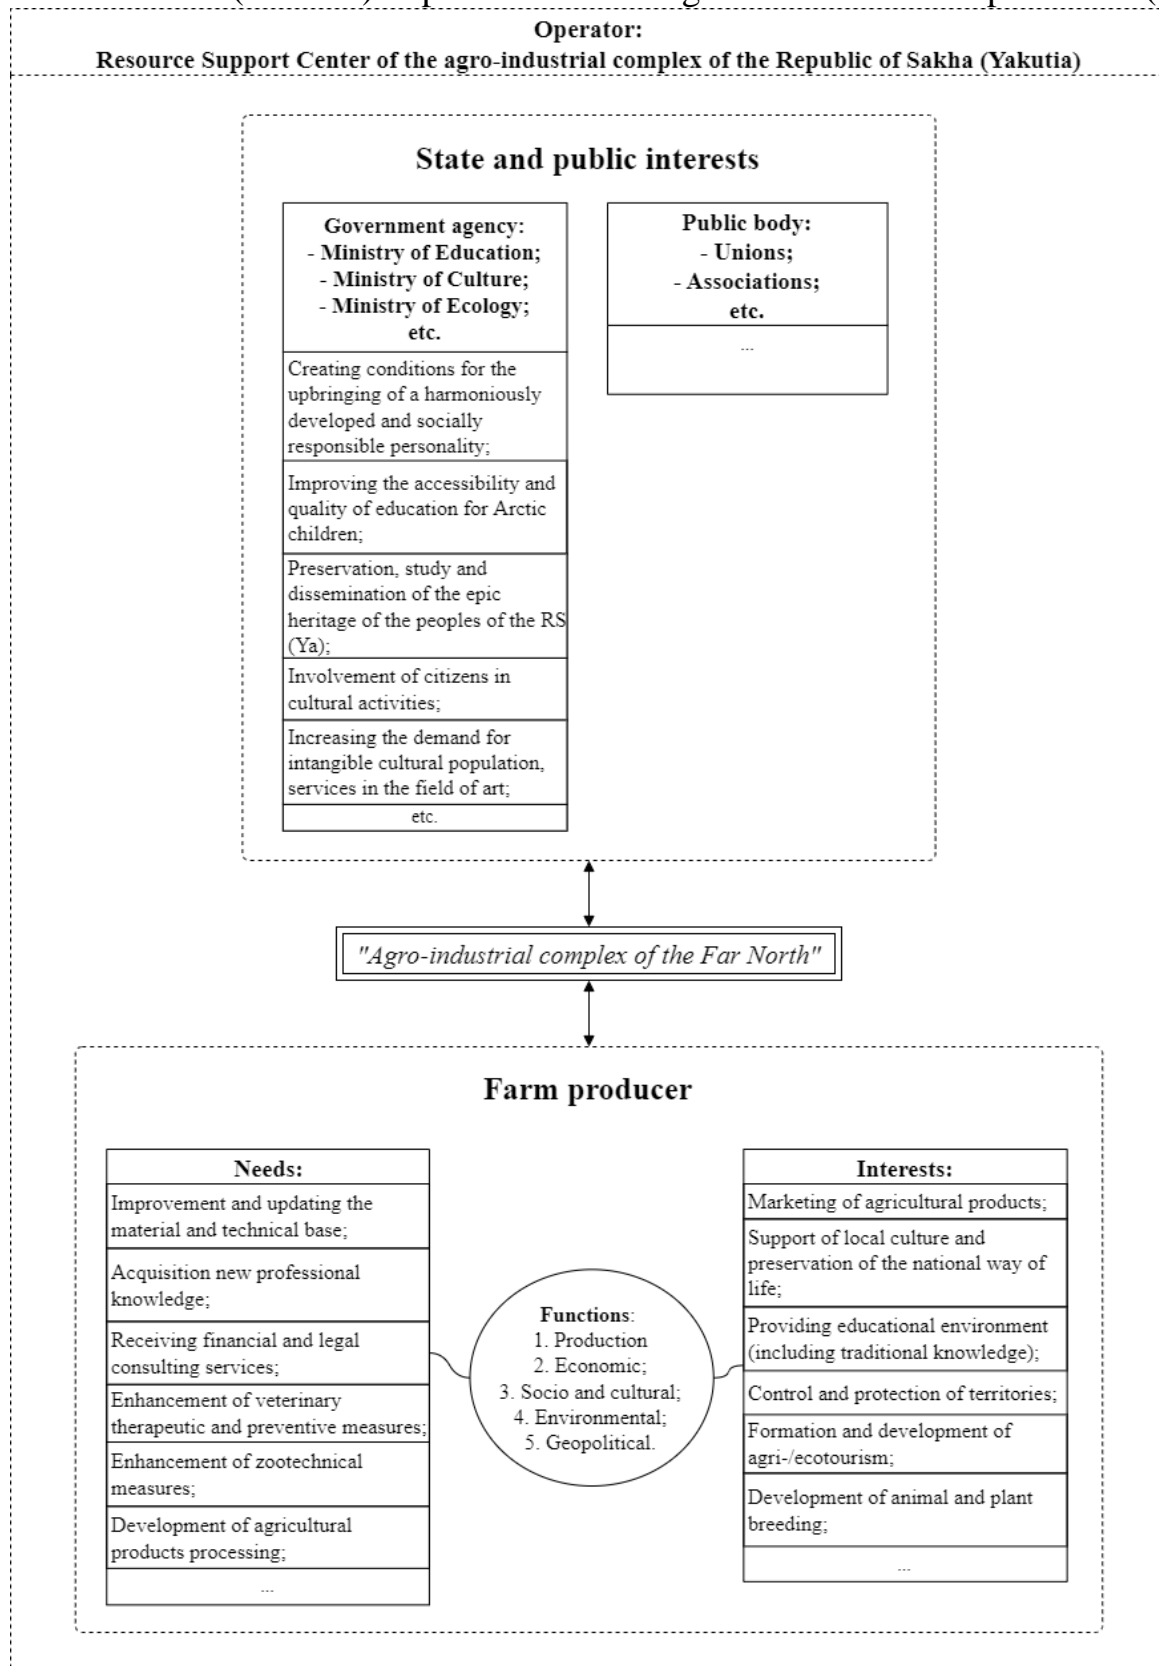 Operator:
Resource Support Center of the agro-industrial complex of the Republic of Sakha (Yakutia)
State and public interests
Government agency:
- Ministry of Education;
- Ministry of Culture;
- Ministry of Ecology;
etc.
Creating conditions for the
upbringing of a harmoniously
developed and socially
responsible personality;
Improving the accessibility and
quality of education for Arctic
children;
Preservation, study and
dissemination of the epic
heritage of the peoples of the RS
(Ya);
Involvement of citizens in
cultural activities;
Increasing the demand for
intangible cultural population,
services in the field of art;
etc.
Public body:
- Unions;
- Associations;
etc.
...
"Agro-industrial complex of the Far North"
Farm producer
Needs:
Improvement and updating the
material and technical base;
Acquisition new professional
knowledge;
Receiving financial and legal
consulting services;
Enhancement of veterinary
therapeutic and preventive measures;
Enhancement of zootechnical
measures;
Development of agricultural
products processing;
...
Functions:
1. Production
2. Economic;
3. Socio and cultural;
4. Environmental;
5. Geopolitical.
Interests:
Marketing of agricultural products;
Support of local culture and
preservation of the national way of
life;
Providing educational environment
(including traditional knowledge);
Control and protection of territories;
Formation and development of
agri-/ecotourism;
Development of animal and plant
breeding;
...